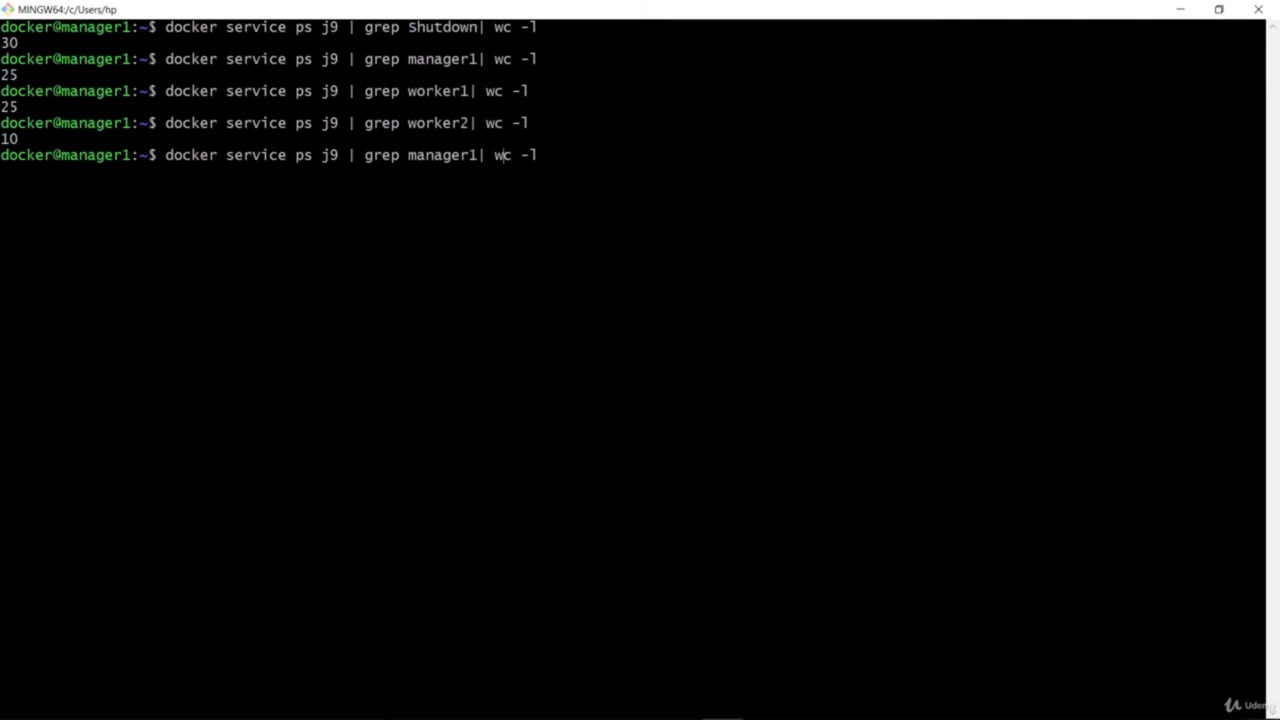 MINGW64:/c/Users/hp
docker@manager1:~$ docker service ps j9 | grep Shutdown| wc -l
30
docker@manager1:~$ docker service ps j9 | grep manager1| wc -l
25
docker@manager1:~$ docker service ps j9 | grep worker1| wc -l
25
docker@manager1:~$ docker service ps j9 | grep worker2| wc -l
10
docker@manager1:~$ docker service ps j9 | grep manager1| wc -l
Udemy